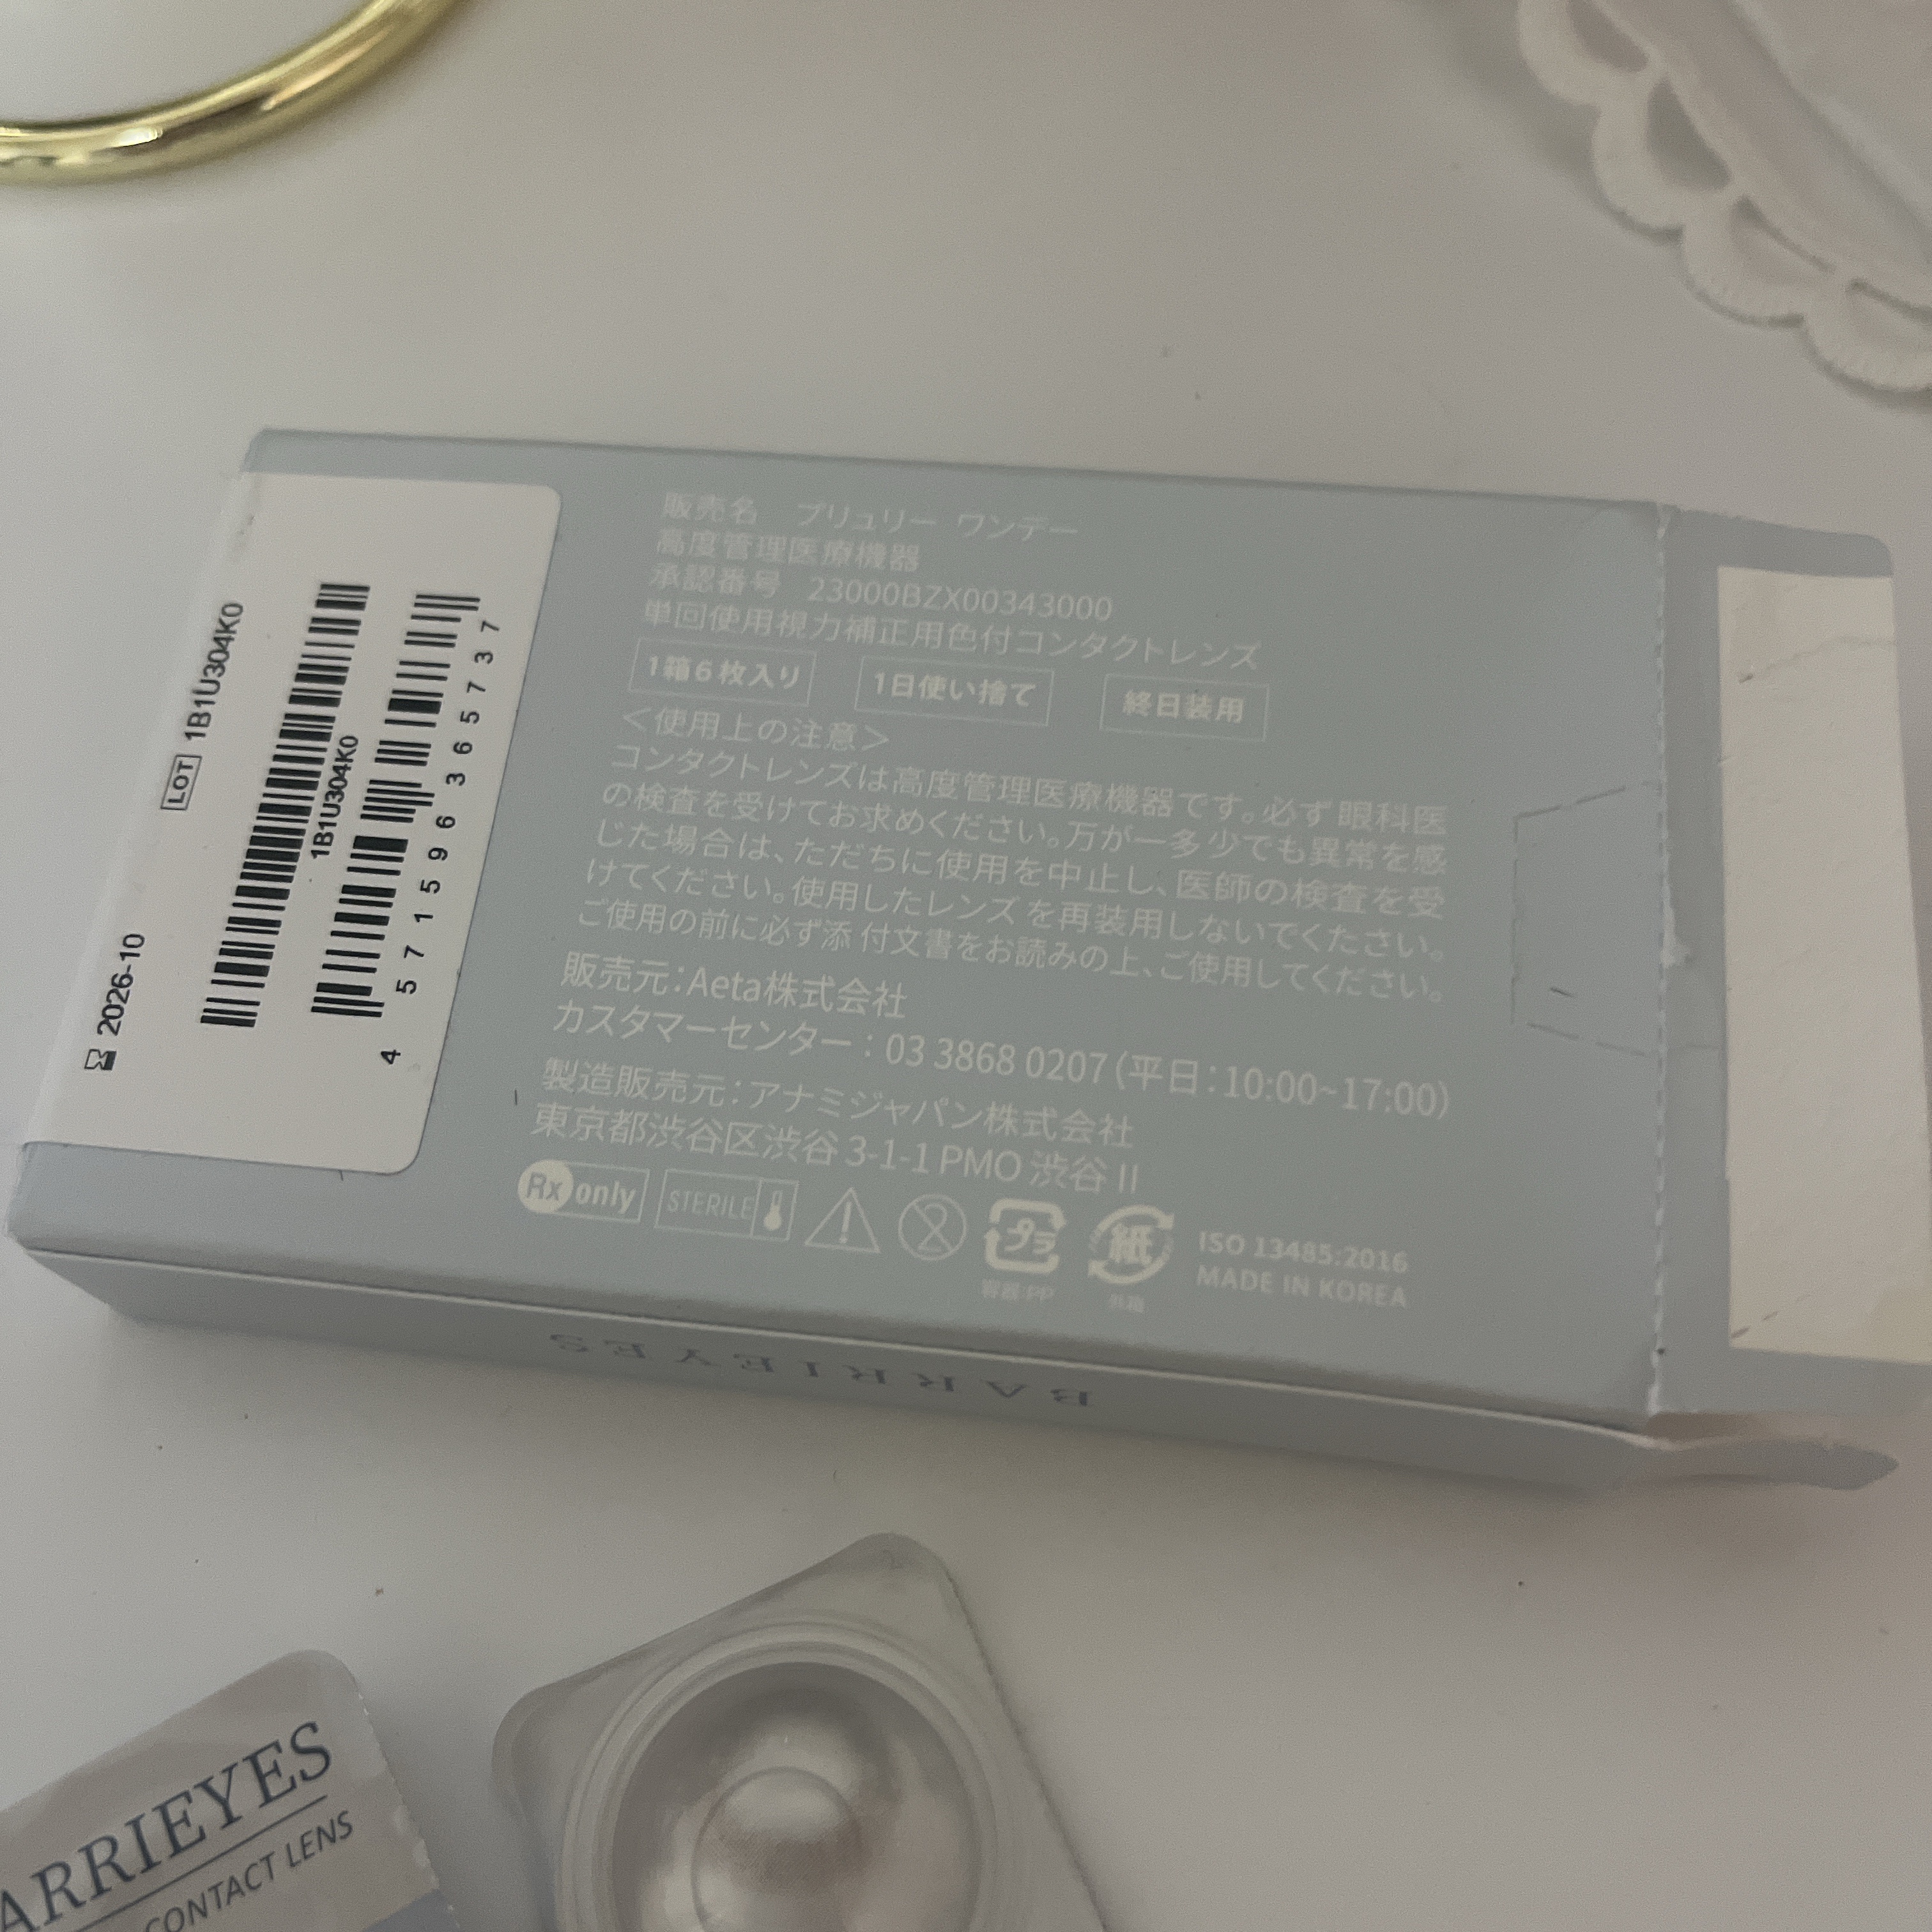 販売名 プリュリー ワンデー
高度管理医療機器
承認番号 23000BZX00343000
単回使用視力補正用色付コンタクトレンズ
1箱6枚入り 1日使い捨て 終日装用
＜使用上の注意＞
コンタクトレンズは高度管理医療機器です。必ず眼科医
の検査を受けてお求めください。万が一多少でも異常を感
じた場合は、ただちに使用を中止し、医師の検査を受
けてください。使用したレンズを再装用しないでください。
ご使用の前に必ず添付文書をお読みの上、ご使用してください。
販売元：Aeta株式会社
カスタマーセンター：03 3868 0207（平日：10:00~17:00）
製造販売元：アナミジャパン株式会社
東京都渋谷区渋谷 3-1-1 PMO 渋谷 II
Rx only STERILE 2 プラ 紙 ISO 13485:2016
容器:PP 外箱 MADE IN KOREA
2026-10 LOT 1B1U304K0
1B1U304K0
4 571596 365737
BARRIEYES
ARRIEYES
CONTACT LENS